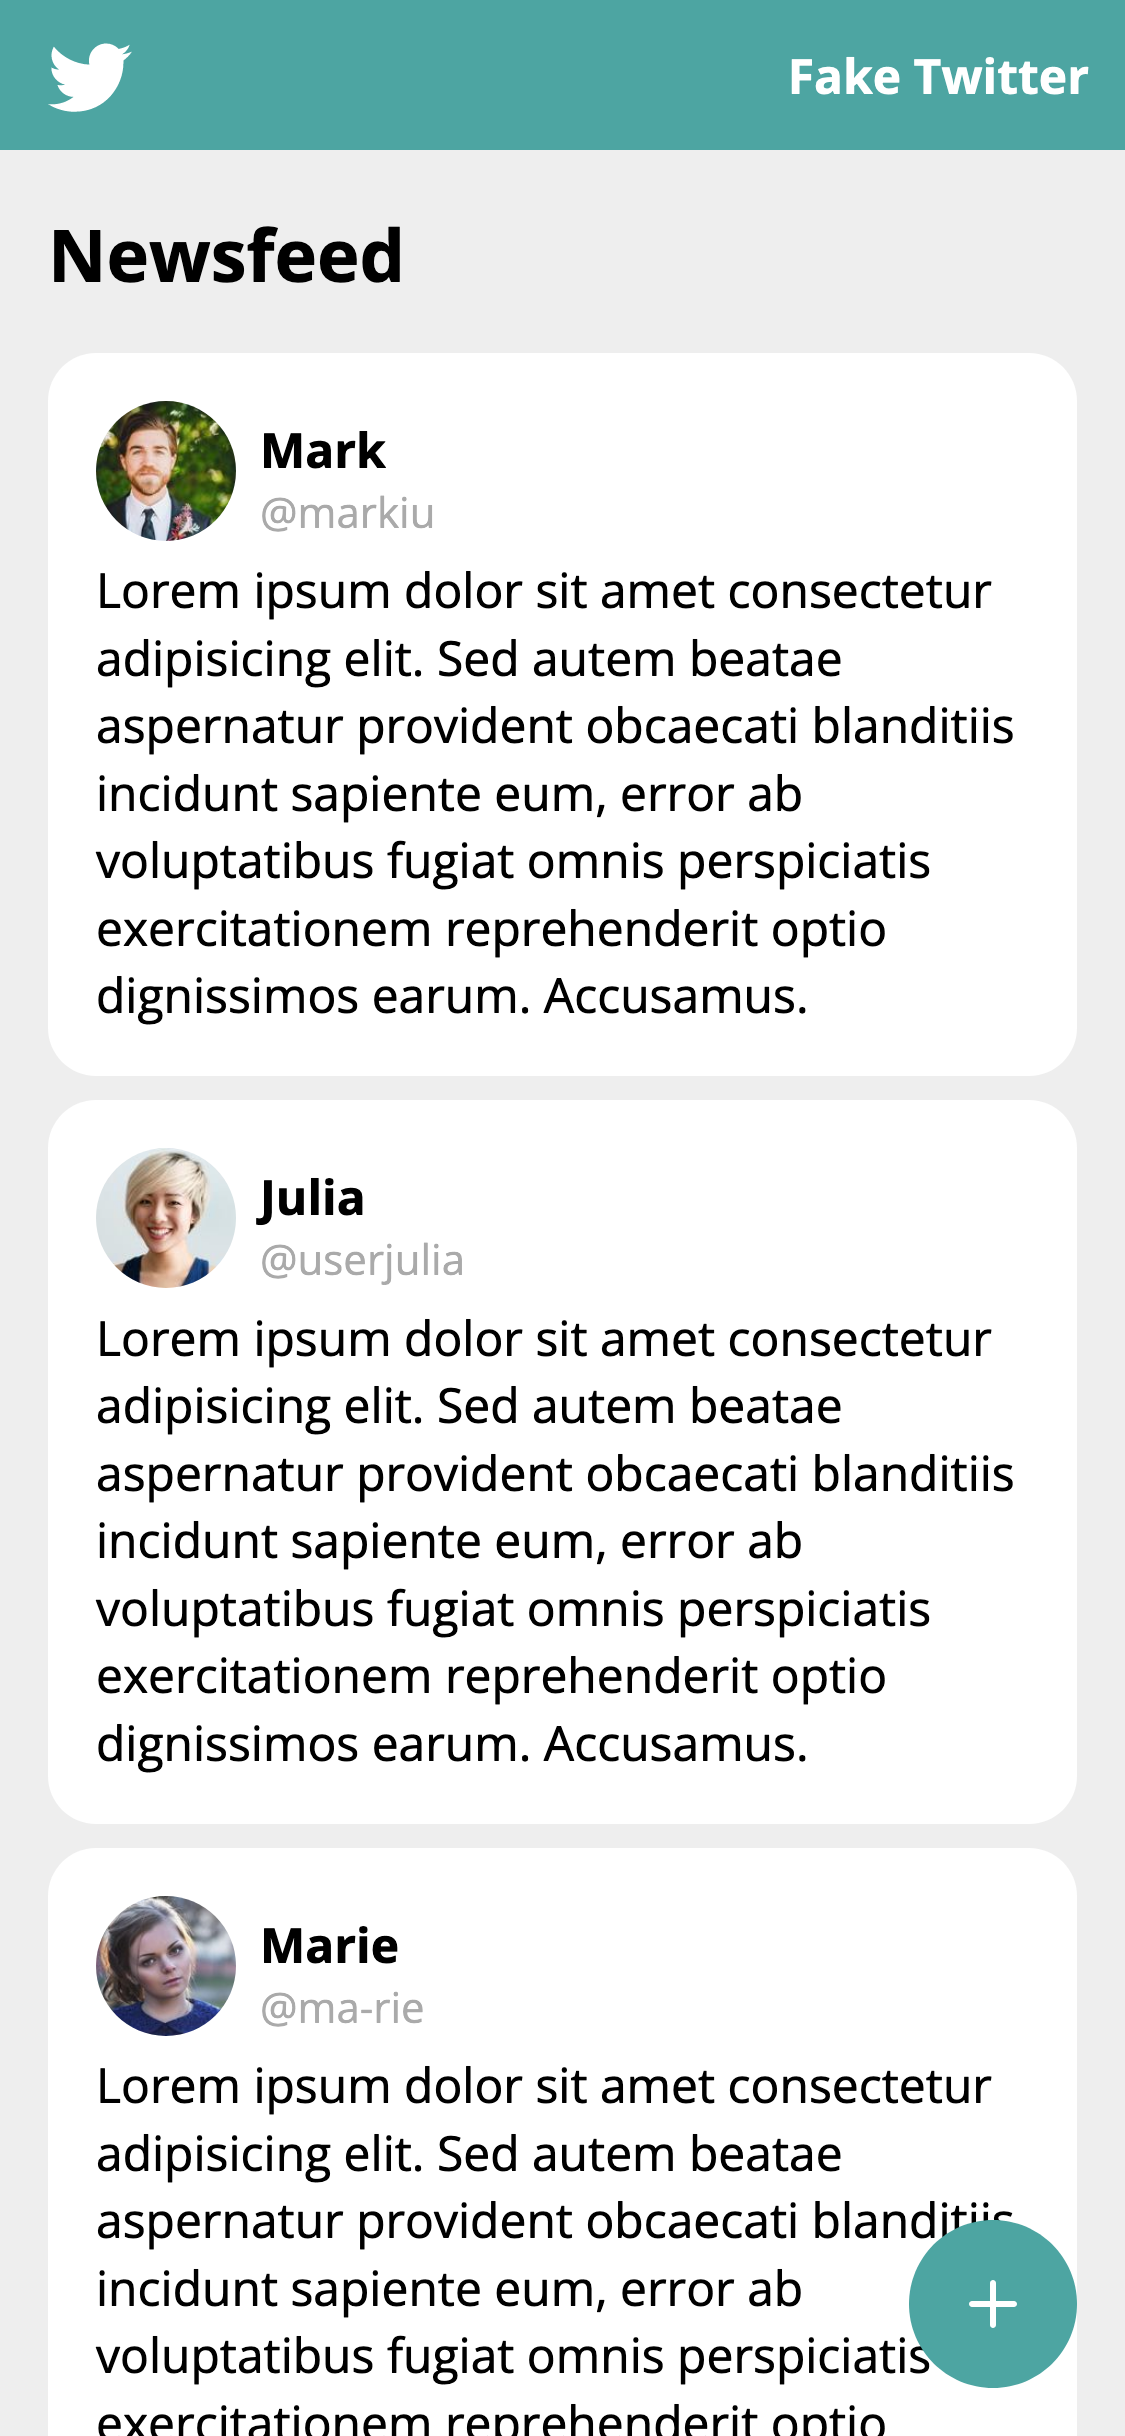 Fake Twitter
Newsfeed
Mark
@markiu
Lorem ipsum dolor sit amet consectetur
adipisicing elit. Sed autem beatae
aspernatur provident obcaecati blanditiis
incidunt sapiente eum, error ab
voluptatibus fugiat omnis perspiciatis
exercitationem reprehenderit optio
dignissimos earum. Accusamus.
Julia
@userjulia
Lorem ipsum dolor sit amet consectetur
adipisicing elit. Sed autem beatae
aspernatur provident obcaecati blanditiis
incidunt sapiente eum, error ab
voluptatibus fugiat omnis perspiciatis
exercitationem reprehenderit optio
dignissimos earum. Accusamus.
Marie
@ma-rie
Lorem ipsum dolor sit amet consectetur
adipisicing elit. Sed autem beatae
aspernatur provident obcaecati blanditiis
incidunt sapiente eum, error ab
voluptatibus fugiat omnis perspiciatis
exercitationem reprehenderit optio